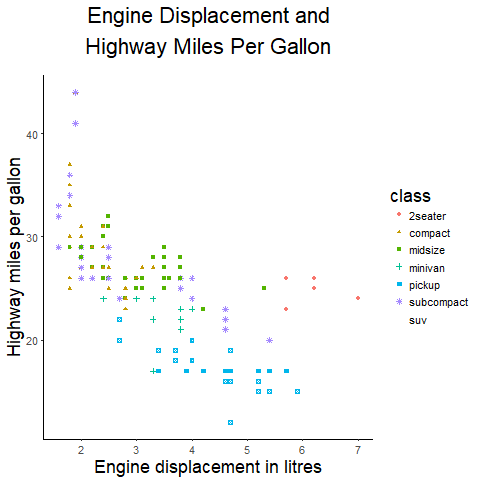 Engine Displacement and
Highway Miles Per Gallon
Highway miles per gallon
40
30
20
2
3
4
5
6
7
Engine displacement in litres
class
2seater
compact
midsize
minivan
pickup
subcompact
suv